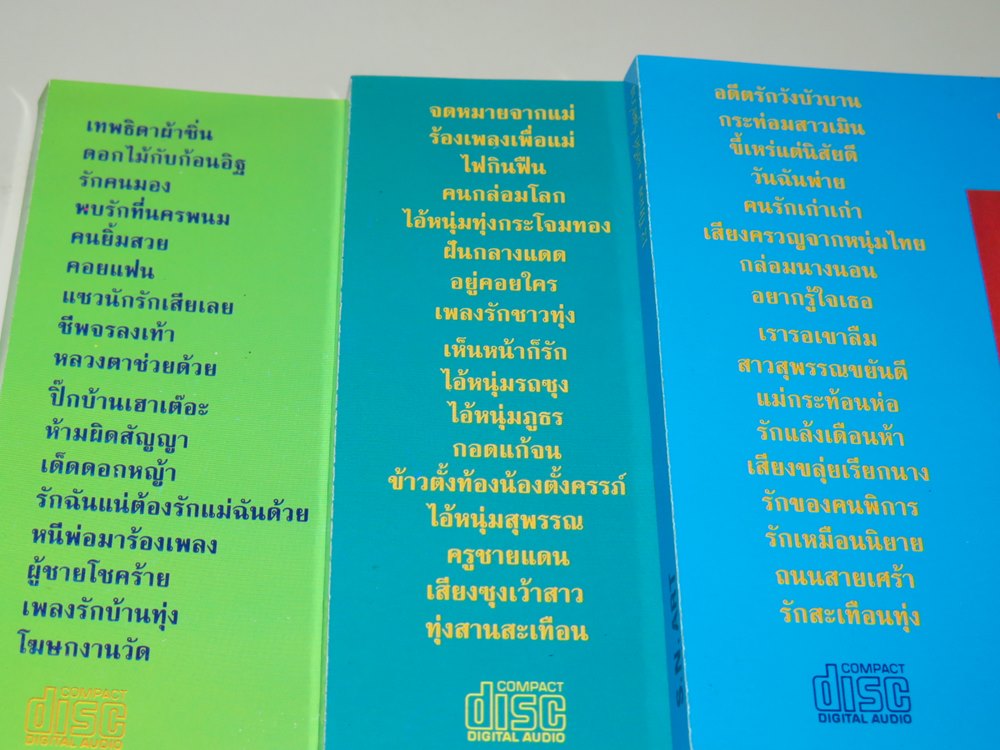 เทพธิดาผ้าซิ่น
ดอกไม้กับก้อนอิฐ
รักคนมอง
พบรักที่นครพนม
คนยิ้มสวย
คอยแฟน
แซวนักรักเสียเลย
ชีพจรลงเท้า
หลวงตาช่วยด้วย
ปิ๊กบ้านเฮาเต๊อะ
ห้ามผิดสัญญา
เด็ดดอกหญ้า
รักฉันแน่ต้องรักแม่ฉันด้วย
หนีพ่อมาร้องเพลง
ผู้ชายโชคร้าย
เพลงรักบ้านทุ่ง
โฆษกงานวัด
COMPACT
disc
DIGITAL AUDIO
จดหมายจากแม่
ร้องเพลงเพื่อแม่
ไฟกินฟืน
คนกล่อมโลก
ไอ้หนุ่มทุ่งกระโจมทอง
ฝันกลางแดด
อยู่คอยใคร
เพลงรักชาวทุ่ง
เห็นหน้าก็รัก
ไอ้หนุ่มรถซุง
ไอ้หนุ่มภูธร
กอดแก้จน
ข้าวตั้งท้องน้องตั้งครรภ์
ไอ้หนุ่มสุพรรณ
ครูชายแดน
เสียงซุงเว้าสาว
ทุ่งสานสะเทือน
COMPACT
disc
DIGITAL AUDIO
อดีตรักวังบัวบาน
กระท่อมสาวเมิน
ขี้เหร่แต่นิสัยดี
วันฉันพ่าย
คนรักเก่าเก่า
เสียงครวญจากหนุ่มไทย
กล่อมนางนอน
อยากรู้ใจเธอ
เรารอเขาลืม
สาวสุพรรณขยันดี
แม่กระท้อนห่อ
รักแล้งเดือนห้า
เสียงขลุ่ยเรียกนาง
รักของคนพิการ
รักเหมือนนิยาย
ถนนสายเศร้า
รักสะเทือนทุ่ง
COMPACT
disc
DIGITAL AUDIO
S.N. ART